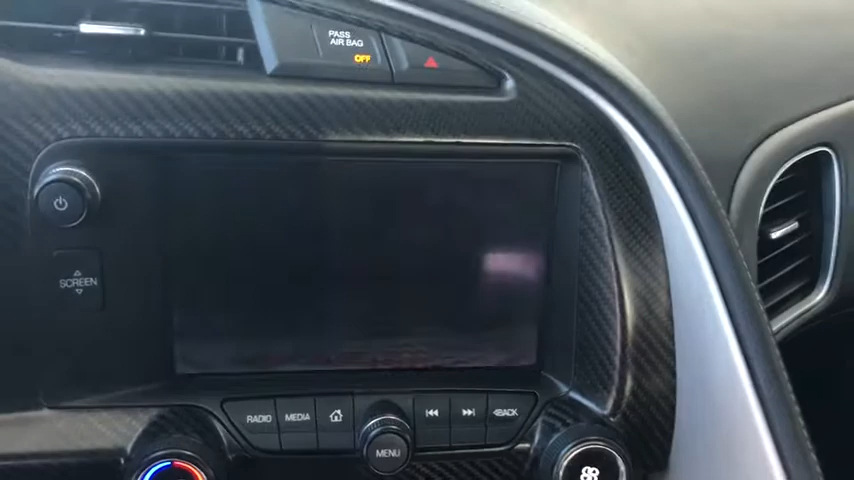 PASS
AIR BAG
OFF
SCREEN
RADIO
MEDIA
BACK
MENU